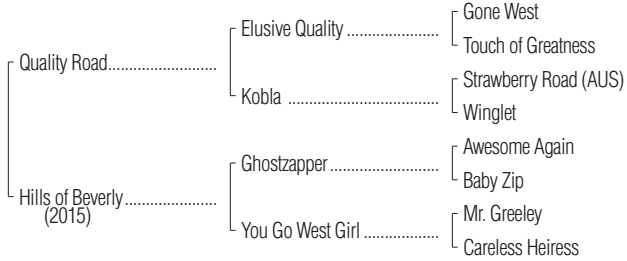 Gone West
Elusive Quality ........................
Touch of Greatness
Quality Road............................
Strawberry Road (AUS)
Kobla ........................................
Winglet
Awesome Again
Ghostzapper .............................
Baby Zip
Hills of Beverly........................
(2015)
Mr. Greeley
You Go West Girl ....................
Careless Heiress